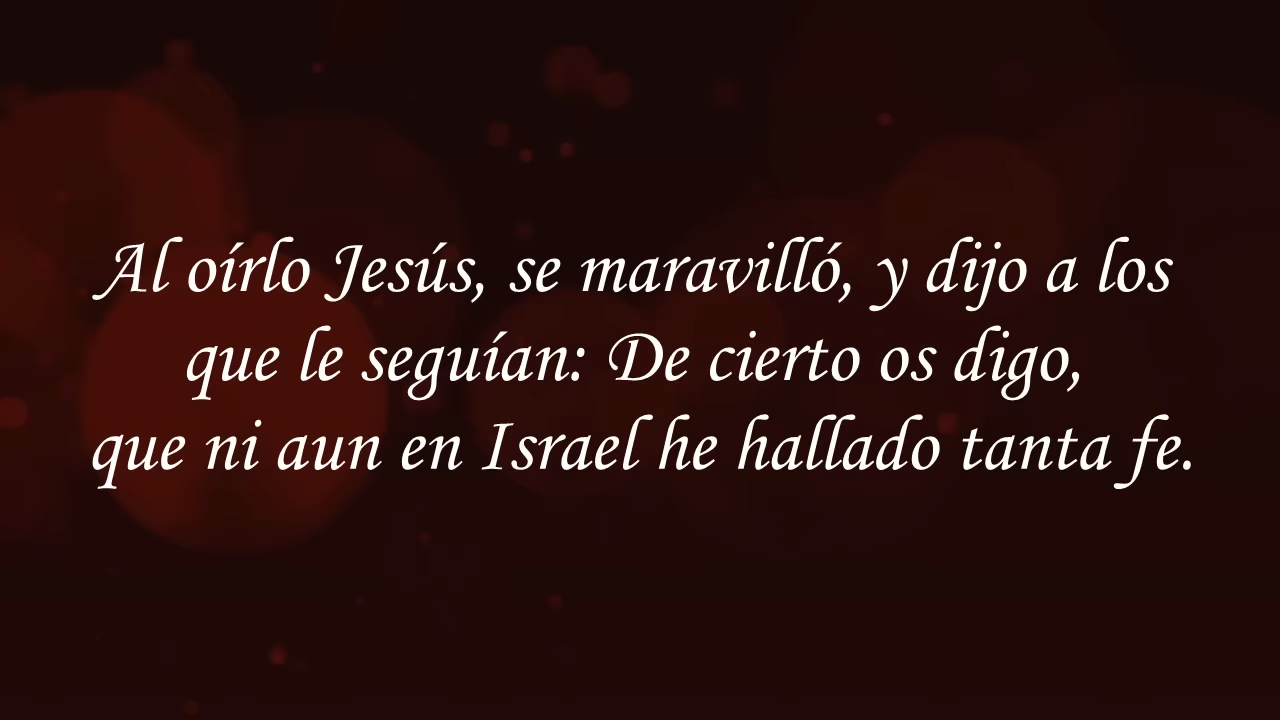 Al oírlo Jesús, se maravilló, y dijo a los
que le seguían: De cierto os digo,
que ni aun en Israel he hallado tanta fe.